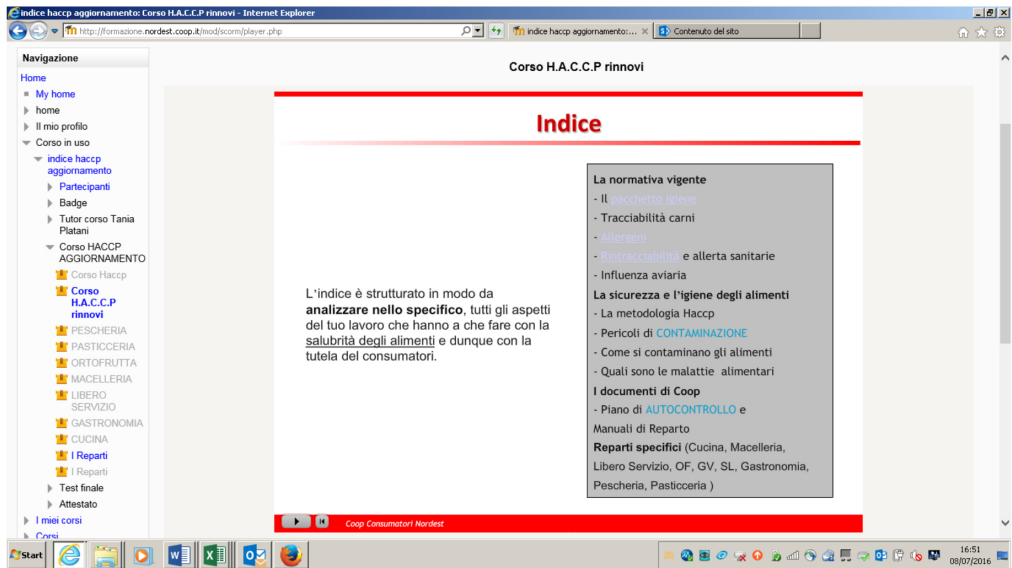 indice haccp aggiornamento: Corso H.A.C.C.P rinnovi - Internet Explorer
http://formazione.nordest.coop.it/mod/scorm/player.php
indice haccp aggiornamento:...
Contenuto del sito
Navigazione
Home
My home
home
Il mio profilo
Corso in uso
indice haccp
aggiornamento
Partecipanti
Badge
Tutor corso Tania
Platani
Corso HACCP
AGGIORNAMENTO
Corso Haccp
Corso
H.A.C.C.P
rinnovi
PESCHERIA
PASTICCERIA
ORTOFRUTTA
MACELLERIA
LIBERO
SERVIZIO
GASTRONOMIA
CUCINA
I Reparti
I Reparti
Test finale
Attestato
I miei corsi
Corsi
Corso H.A.C.C.P rinnovi
Indice
L'indice è strutturato in modo da
analizzare nello specifico, tutti gli aspetti
del tuo lavoro che hanno a che fare con la
salubrità degli alimenti e dunque con la
tutela del consumatori.
La normativa vigente
- Il pacchetto igiene
- Tracciabilità carni
- Allergeni
- Rintracciabilità e allerta sanitarie
- Influenza aviaria
La sicurezza e l'igiene degli alimenti
- La metodologia Haccp
- Pericoli di CONTAMINAZIONE
- Come si contaminano gli alimenti
- Quali sono le malattie alimentari
I documenti di Coop
- Piano di AUTOCONTROLLO e
Manuali di Reparto
Reparti specifici (Cucina, Macelleria,
Libero Servizio, OF, GV, SL, Gastronomia,
Pescheria, Pasticceria )
Coop Consumatori Nordest
Start
16:51
08/07/2016